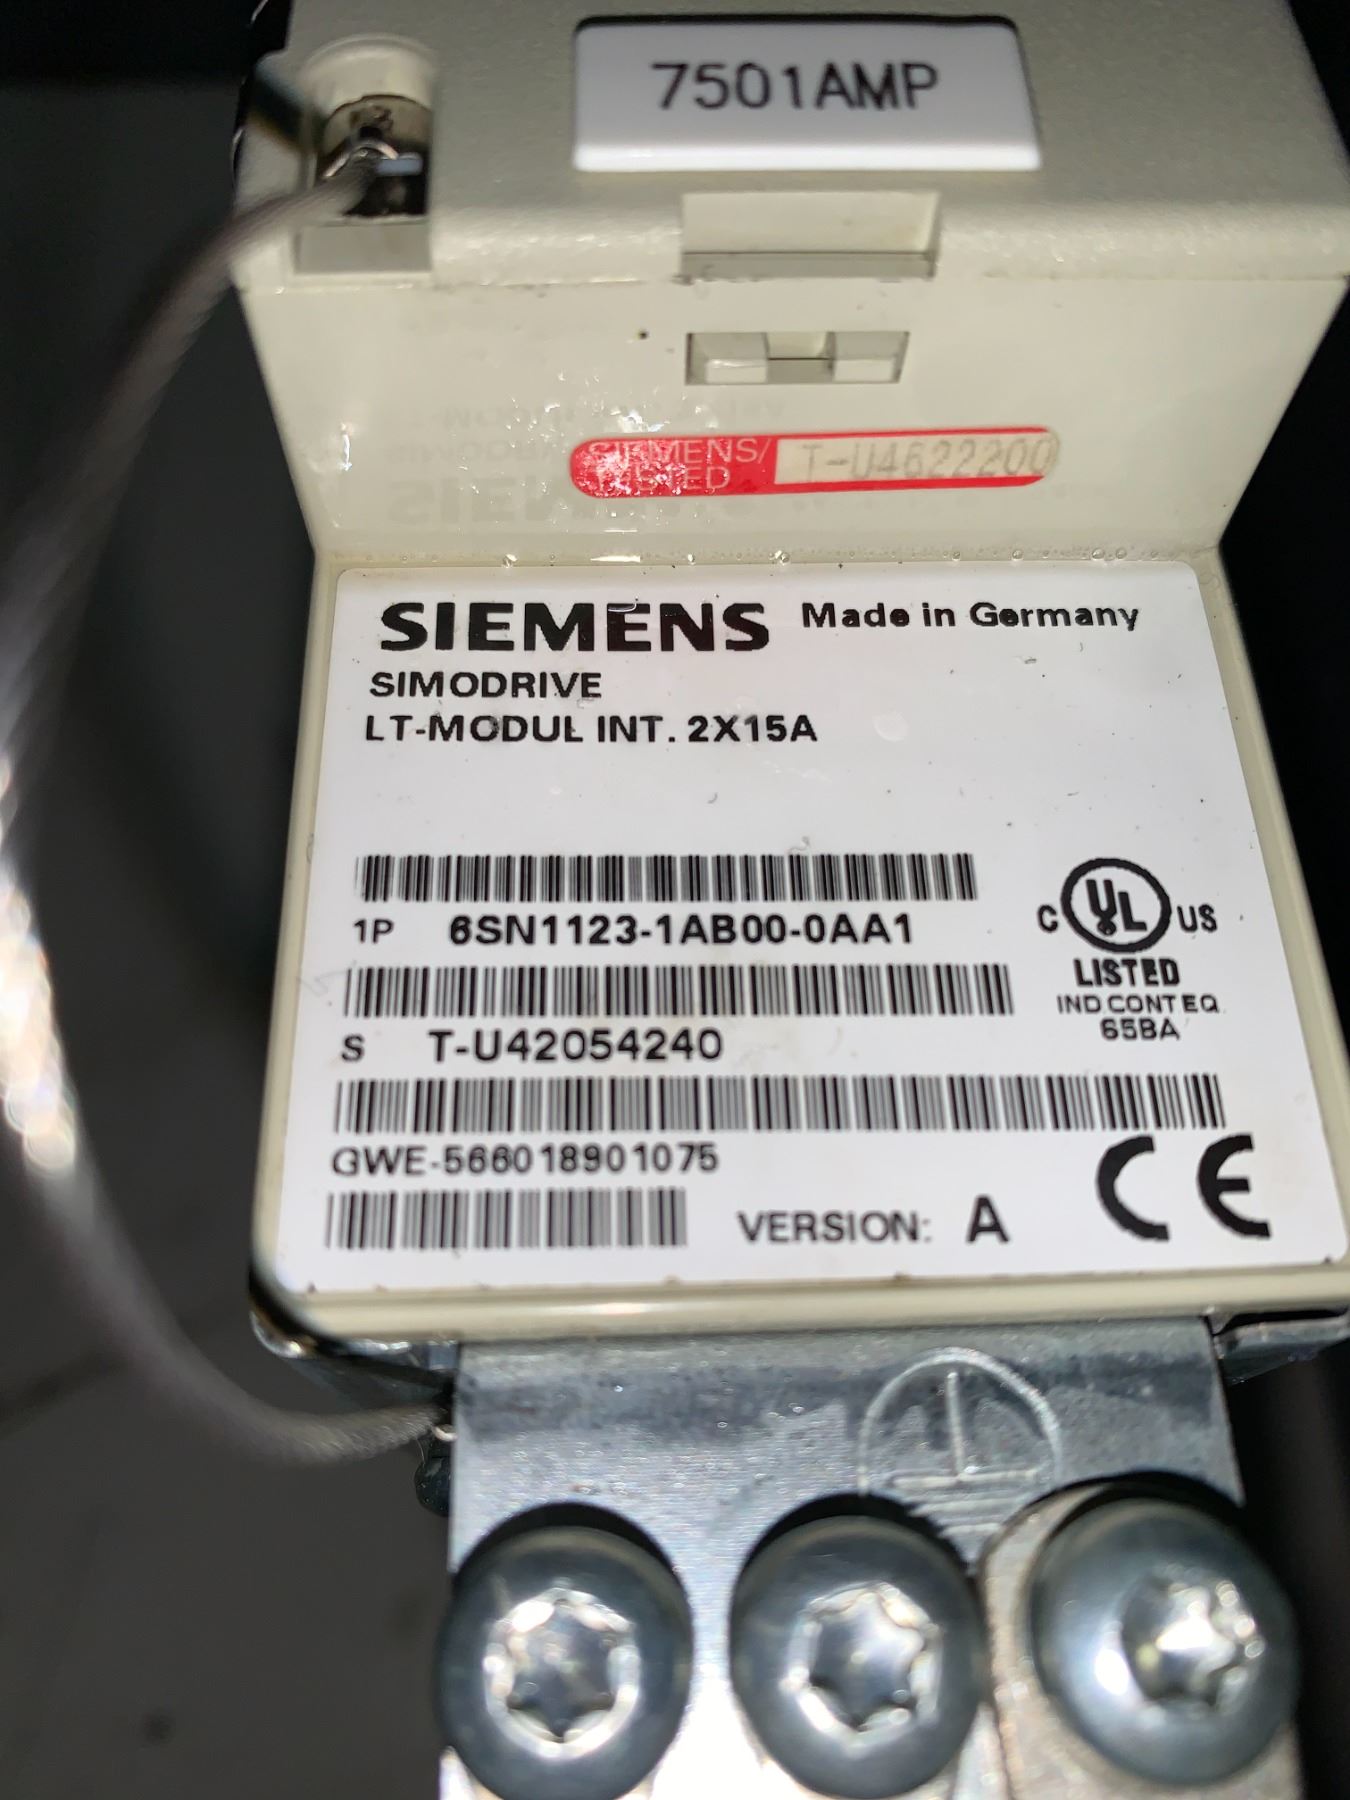 7501AMP
SIEMENS/
TESTED
T-U4622200
SIEMENS Made in Germany
SIMODRIVE
LT-MODUL INT. 2X15A
1P 6SN1123-1AB00-0AA1
C UL US
LISTED
IND.CONT.EQ.
65BA
S T-U42054240
GWE-566018901075
VERSION: A
CE